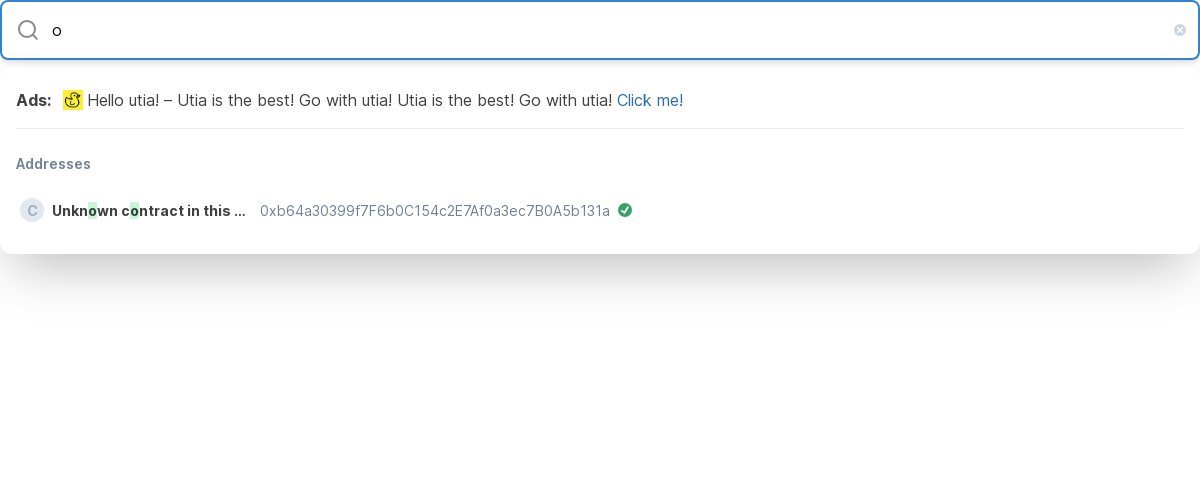 o
Ads: Hello utia! – Utia is the best! Go with utia! Utia is the best! Go with utia! Click me!
Addresses
C Unknown contract in this ... 0xb64a30399f7F6b0C154c2E7Af0a3ec7B0A5b131a